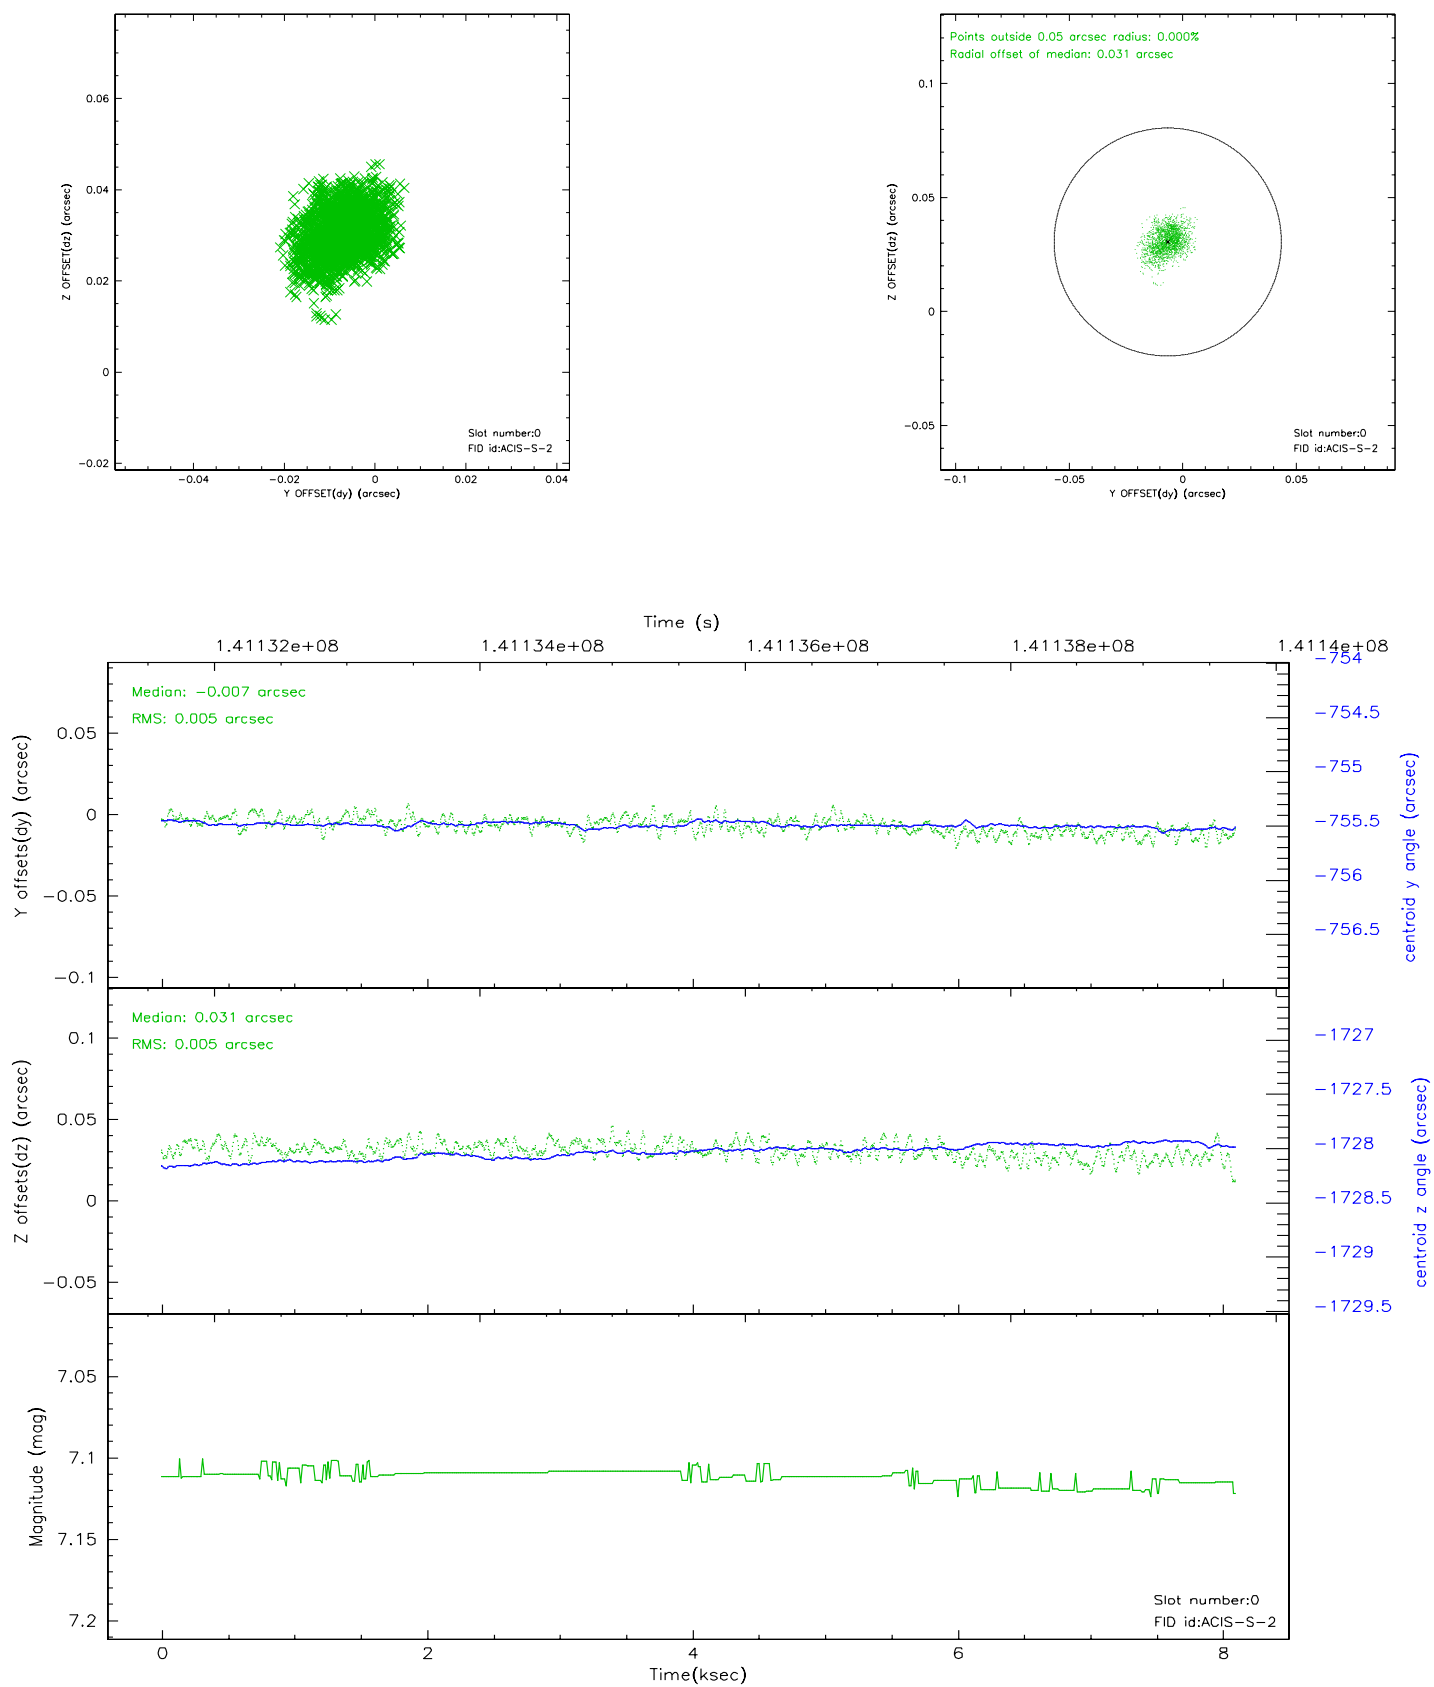 0.06
0.04
0.02
0
−0.02
Z OFFSET(dz) (arcsec)
Slot number:0
FID id:ACIS−S−2
−0.04 −0.02 0 0.02 0.04
Y OFFSET(dy) (arcsec)
Points outside 0.05 arcsec radius: 0.000%
Radial offset of median: 0.031 arcsec
0.1
0.05
0
−0.05
Z OFFSET(dz) (arcsec)
Slot number:0
FID id:ACIS−S−2
−0.1 −0.05 0 0.05
Y OFFSET(dy) (arcsec)
Time (s)
1.41132e+08 1.41134e+08 1.41136e+08 1.41138e+08 1.4114e+08
Median: −0.007 arcsec
RMS: 0.005 arcsec
0.05
0
−0.05
−0.1
Y offsets(dy) (arcsec)
−754
−754.5
−755
−755.5
−756
−756.5
centroid y angle (arcsec)
Median: 0.031 arcsec
RMS: 0.005 arcsec
0.1
0.05
0
−0.05
Z offsets(dz) (arcsec)
−1727
−1727.5
−1728
−1728.5
−1729
−1729.5
centroid z angle (arcsec)
7.05
7.1
7.15
7.2
Magnitude (mag)
Slot number:0
FID id:ACIS−S−2
0 2 4 6 8
Time(ksec)